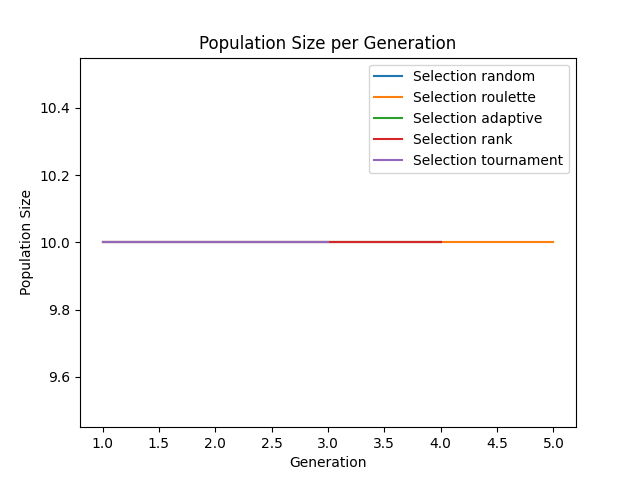 Population Size per Generation
Selection random
Selection roulette
Selection adaptive
Selection rank
Selection tournament
Population Size
10.4
10.2
10.0
9.8
9.6
1.0 1.5 2.0 2.5 3.0 3.5 4.0 4.5 5.0
Generation